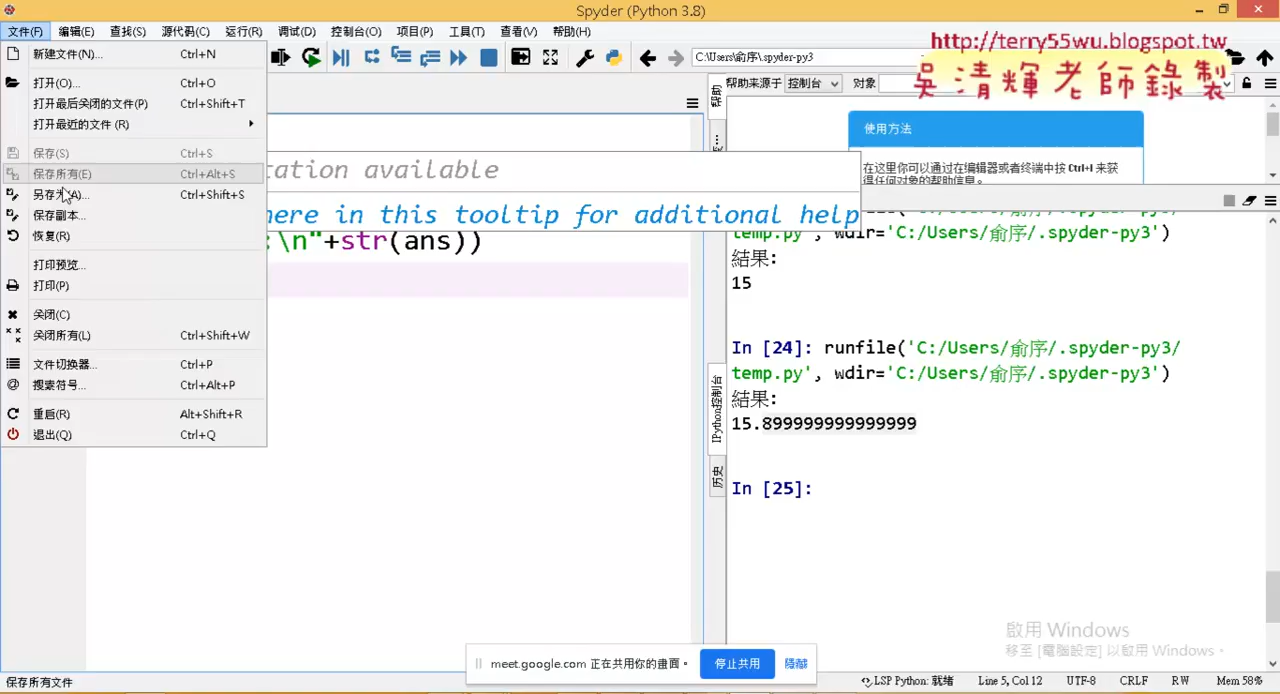 Spyder (Python 3.8)
文件(F) 编辑(E) 查找(S) 源代码(C) 运行(R) 调试(D) 控制台(O) 项目(P) 工具(T) 查看(V) 帮助(H)
http://terry55wu.blogspot.tw
吳清輝老師錄製
C:\Users\俞序\.spyder-py3
新建文件(N)... Ctrl+N
打开(O)... Ctrl+O
打开最后关闭的文件(P) Ctrl+Shift+T
打开最近的文件 (R)
保存(S) Ctrl+S
保存所有(E) Ctrl+Alt+S
另存为(A)... Ctrl+Shift+S
保存副本...
恢复(R)
打印预览...
打印(P)
关闭(C)
关闭所有(L) Ctrl+Shift+W
文件切换器... Ctrl+P
搜索符号... Ctrl+Alt+P
重启(R) Alt+Shift+R
退出(Q) Ctrl+Q
tation available
here in this tooltip for additional help
:\n"+str(ans))
帮助
帮助来源于 控制台 对象
使用方法
在这里你可以通过在编辑器或者终端中按 Ctrl+I 来获
得任何对象的帮助信息。
temp.py', wdir='C:/Users/俞序/.spyder-py3')
結果:
15
In [24]: runfile('C:/Users/俞序/.spyder-py3/
temp.py', wdir='C:/Users/俞序/.spyder-py3')
結果:
15.899999999999999
In [25]:
IPython控制台
历史
啟用 Windows
移至 [電腦設定] 以啟用 Windows。
meet.google.com 正在共用你的畫面。 停止共用 隱藏
保存所有文件
LSP Python: 就绪 Line 5, Col 12 UTF-8 CRLF RW Mem 58%